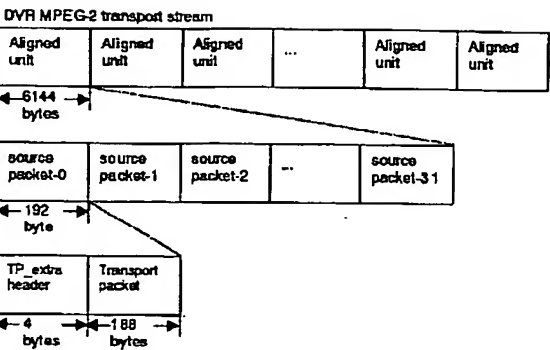 DVR MPEG-2 transport stream
Aligned unit
Aligned unit
Aligned unit
...
Aligned unit
Aligned unit
6144 bytes
source packet-0
source packet-1
source packet-2
...
source packet-31
192 byte
TP_extra header
Transport packet
4 bytes
188 bytes